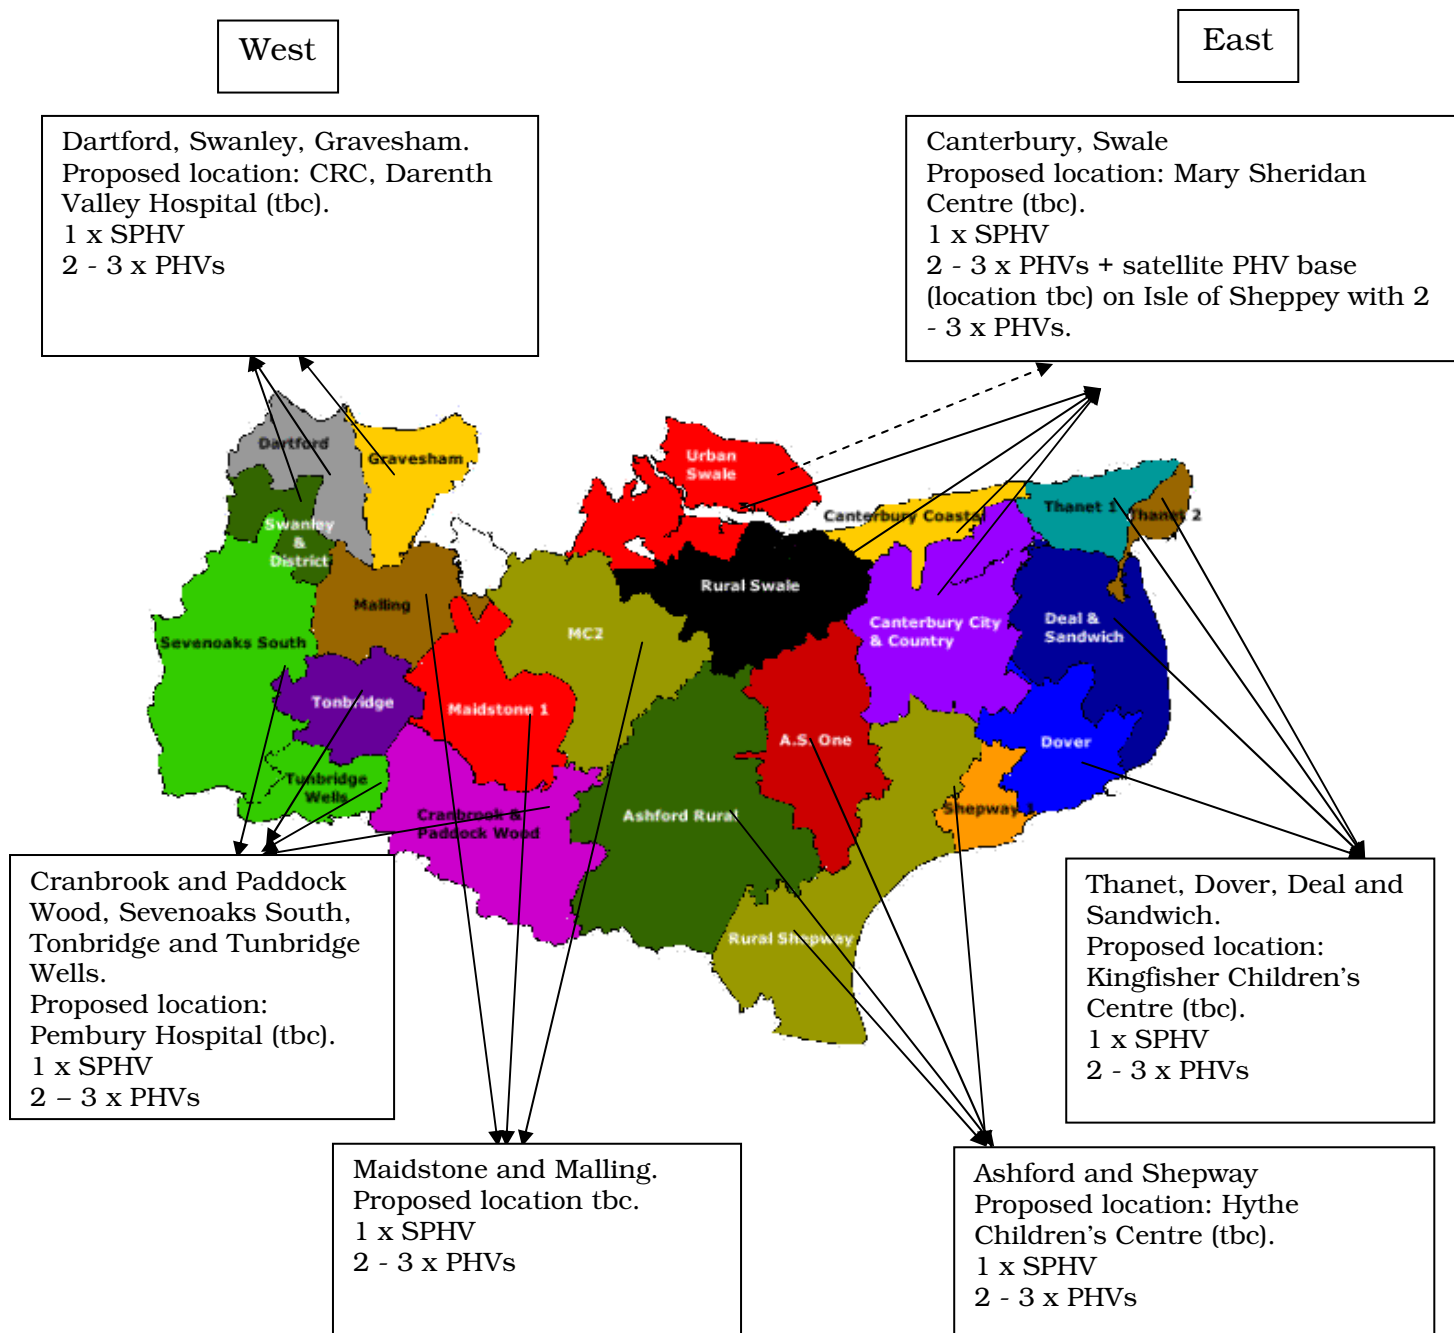 West
East
Dartford, Swanley, Gravesham.
Proposed location: CRC, Darenth
Valley Hospital (tbc).
1 x SPHV
2 - 3 x PHVs
Canterbury, Swale
Proposed location: Mary Sheridan
Centre (tbc).
1 x SPHV
2 - 3 x PHVs + satellite PHV base
(location tbc) on Isle of Sheppey with 2
- 3 x PHVs.
Dartford
Gravesham
Urban
Swale
Swanley
&
District
Canterbury Coastal
Thanet 1
Thanet 2
Malling
Rural Swale
Sevenoaks South
MC2
Canterbury City
& Country
Deal &
Sandwich
Tonbridge
Maidstone 1
A.S. One
Dover
Tunbridge
Wells
Cranbrook &
Paddock Wood
Ashford Rural
Shepway 1
Rural Shepway
Cranbrook and Paddock
Wood, Sevenoaks South,
Tonbridge and Tunbridge
Wells.
Proposed location:
Pembury Hospital (tbc).
1 x SPHV
2 – 3 x PHVs
Thanet, Dover, Deal and
Sandwich.
Proposed location:
Kingfisher Children's
Centre (tbc).
1 x SPHV
2 - 3 x PHVs
Maidstone and Malling.
Proposed location tbc.
1 x SPHV
2 - 3 x PHVs
Ashford and Shepway
Proposed location: Hythe
Children's Centre (tbc).
1 x SPHV
2 - 3 x PHVs